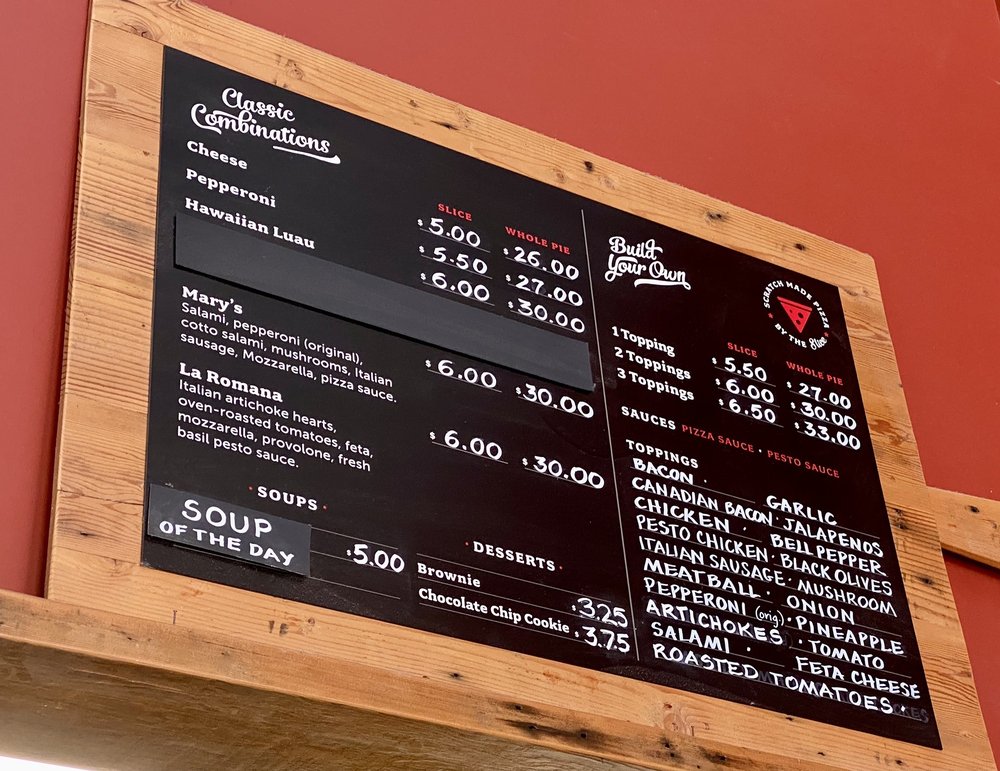 Classic
Combinations
SLICE WHOLE PIE
Cheese $5.00 $26.00
Pepperoni $5.50 $27.00
Hawaiian Luau $6.00 $30.00
Mary's $6.00 $30.00
Salami, pepperoni (original),
cotto salami, mushrooms, Italian
sausage, Mozzarella, pizza sauce.
La Romana $6.00 $30.00
Italian artichoke hearts,
oven-roasted tomatoes, feta,
mozzarella, provolone, fresh
basil pesto sauce.
• SOUPS •
SOUP
OF THE DAY
$5.00
• DESSERTS •
Brownie $3.25
Chocolate Chip Cookie $3.75
Build
Your Own
SCRATCH MADE PIZZA
BY THE Slice
SLICE WHOLE PIE
1 Topping $5.50 $27.00
2 Toppings $6.00 $30.00
3 Toppings $6.50 $33.00
SAUCES PIZZA SAUCE • PESTO SAUCE
TOPPINGS
BACON • GARLIC
CANADIAN BACON • JALAPENOS
CHICKEN • BELL PEPPER
PESTO CHICKEN • BLACK OLIVES
ITALIAN SAUSAGE • MUSHROOM
MEATBALL • ONION
PEPPERONI (orig) • PINEAPPLE
ARTICHOKES • TOMATO
SALAMI • FETA CHEESE
ROASTED TOMATOES •